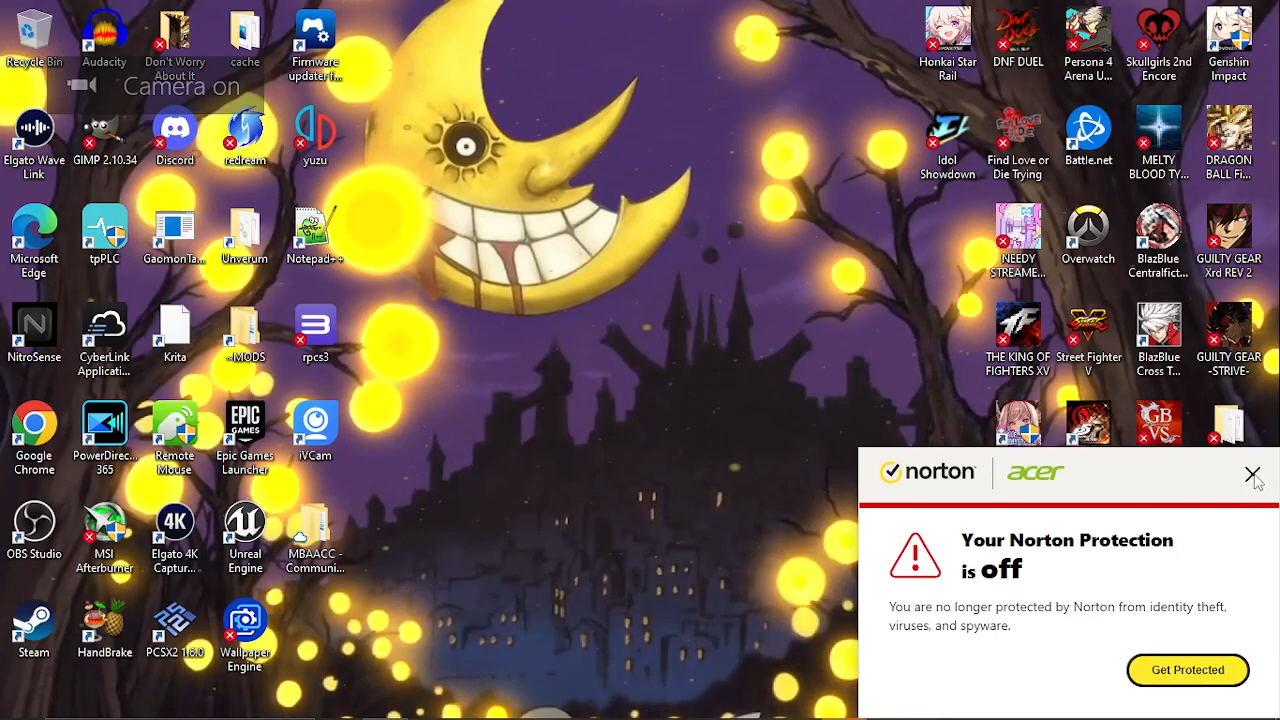 Recycle Bin
Audacity
Don't Worry
About It
cache
Firmware
updater f...
Camera on
Elgato Wave
Link
GIMP 2.10.34
Discord
redream
yuzu
Microsoft
Edge
tpPLC
GaomonTa...
Unverum
Notepad++
NitroSense
CyberLink
Applicati...
Krita
~MODS
rpcs3
Google
Chrome
PowerDirec...
365
Remote
Mouse
EPIC
GAMES
Epic Games
Launcher
iVCam
OBS Studio
MSI
Afterburner
4K
Elgato 4K
Captur...
Unreal
Engine
MBAACC -
Communi...
Steam
HandBrake
PCSX2 1.8.0
Wallpaper
Engine
Honkai Star
Rail
DNF DUEL
Persona 4
Arena U...
Skullgirls 2nd
Encore
Genshin
Impact
Idol
Showdown
Find Love or
Die Trying
Battle.net
MELTY
BLOOD TY...
DRAGON
BALL Fi...
NEEDY
STREAME...
Overwatch
BlazBlue
Centralfict...
GUILTY GEAR
Xrd REV 2
THE KING OF
FIGHTERS XV
Street Fighter
V
BlazBlue
Cross T...
GUILTY GEAR
-STRIVE-
GB
VS
norton
acer
Your Norton Protection
is off
You are no longer protected by Norton from identity theft,
viruses, and spyware.
Get Protected